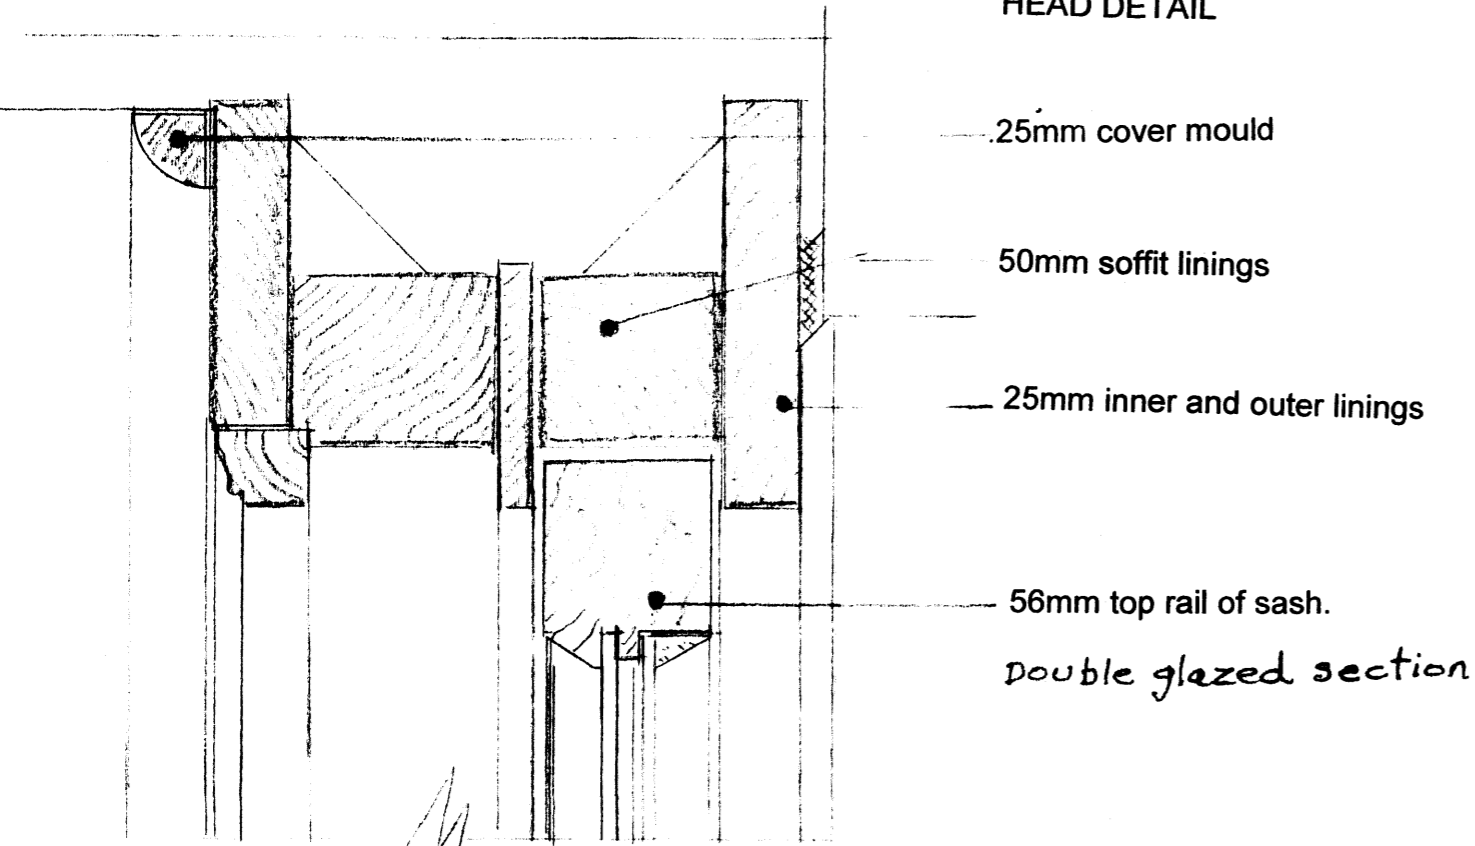 HEAD DETAIL
25mm cover mould
50mm soffit linings
25mm inner and outer linings
56mm top rail of sash.
Double glazed section